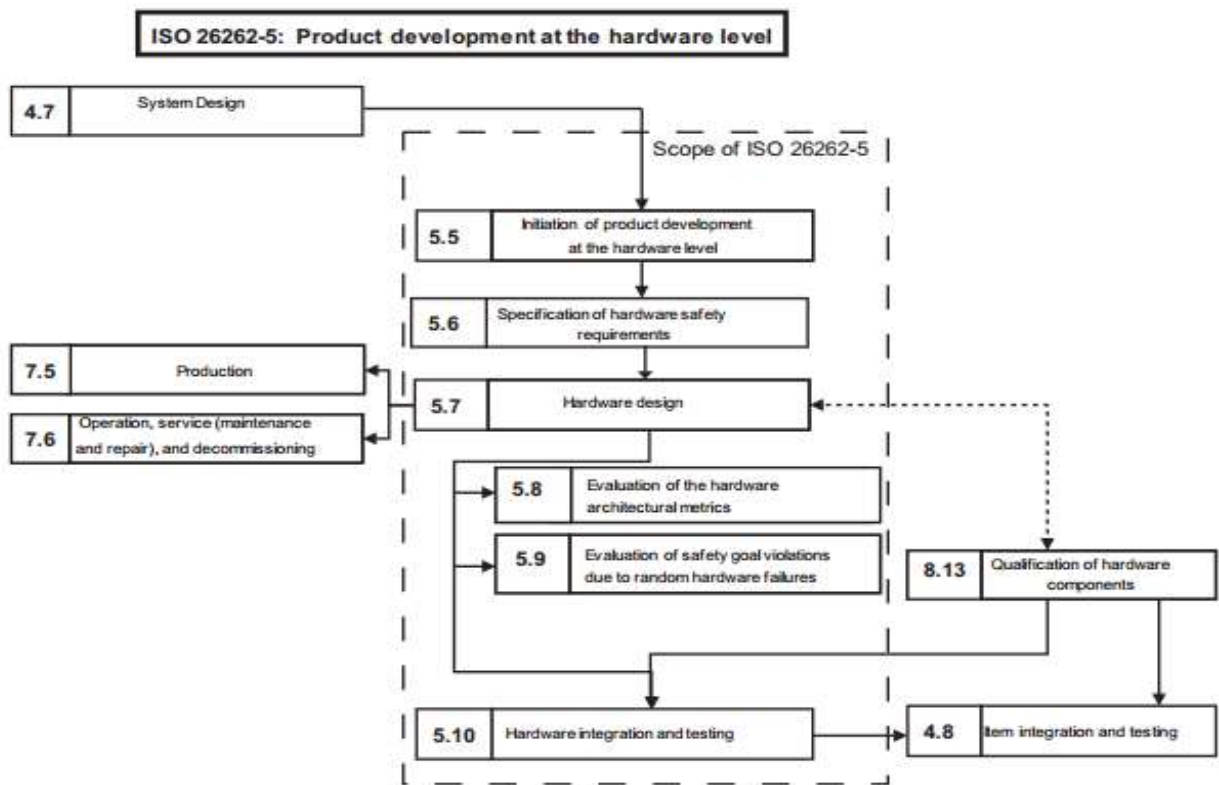 ISO 26262-5: Product development at the hardware level
4.7
System Design
Scope of ISO 26262-5
5.5
Initiation of product development
at the hardware level
5.6
Specification of hardware safety
requirements
7.5
Production
5.7
Hardware design
7.6
Operation, service (maintenance
and repair), and decommissioning
5.8
Evaluation of the hardware
architectural metrics
5.9
Evaluation of safety goal violations
due to random hardware failures
8.13
Qualification of hardware
components
5.10
Hardware integration and testing
4.8
Item integration and testing